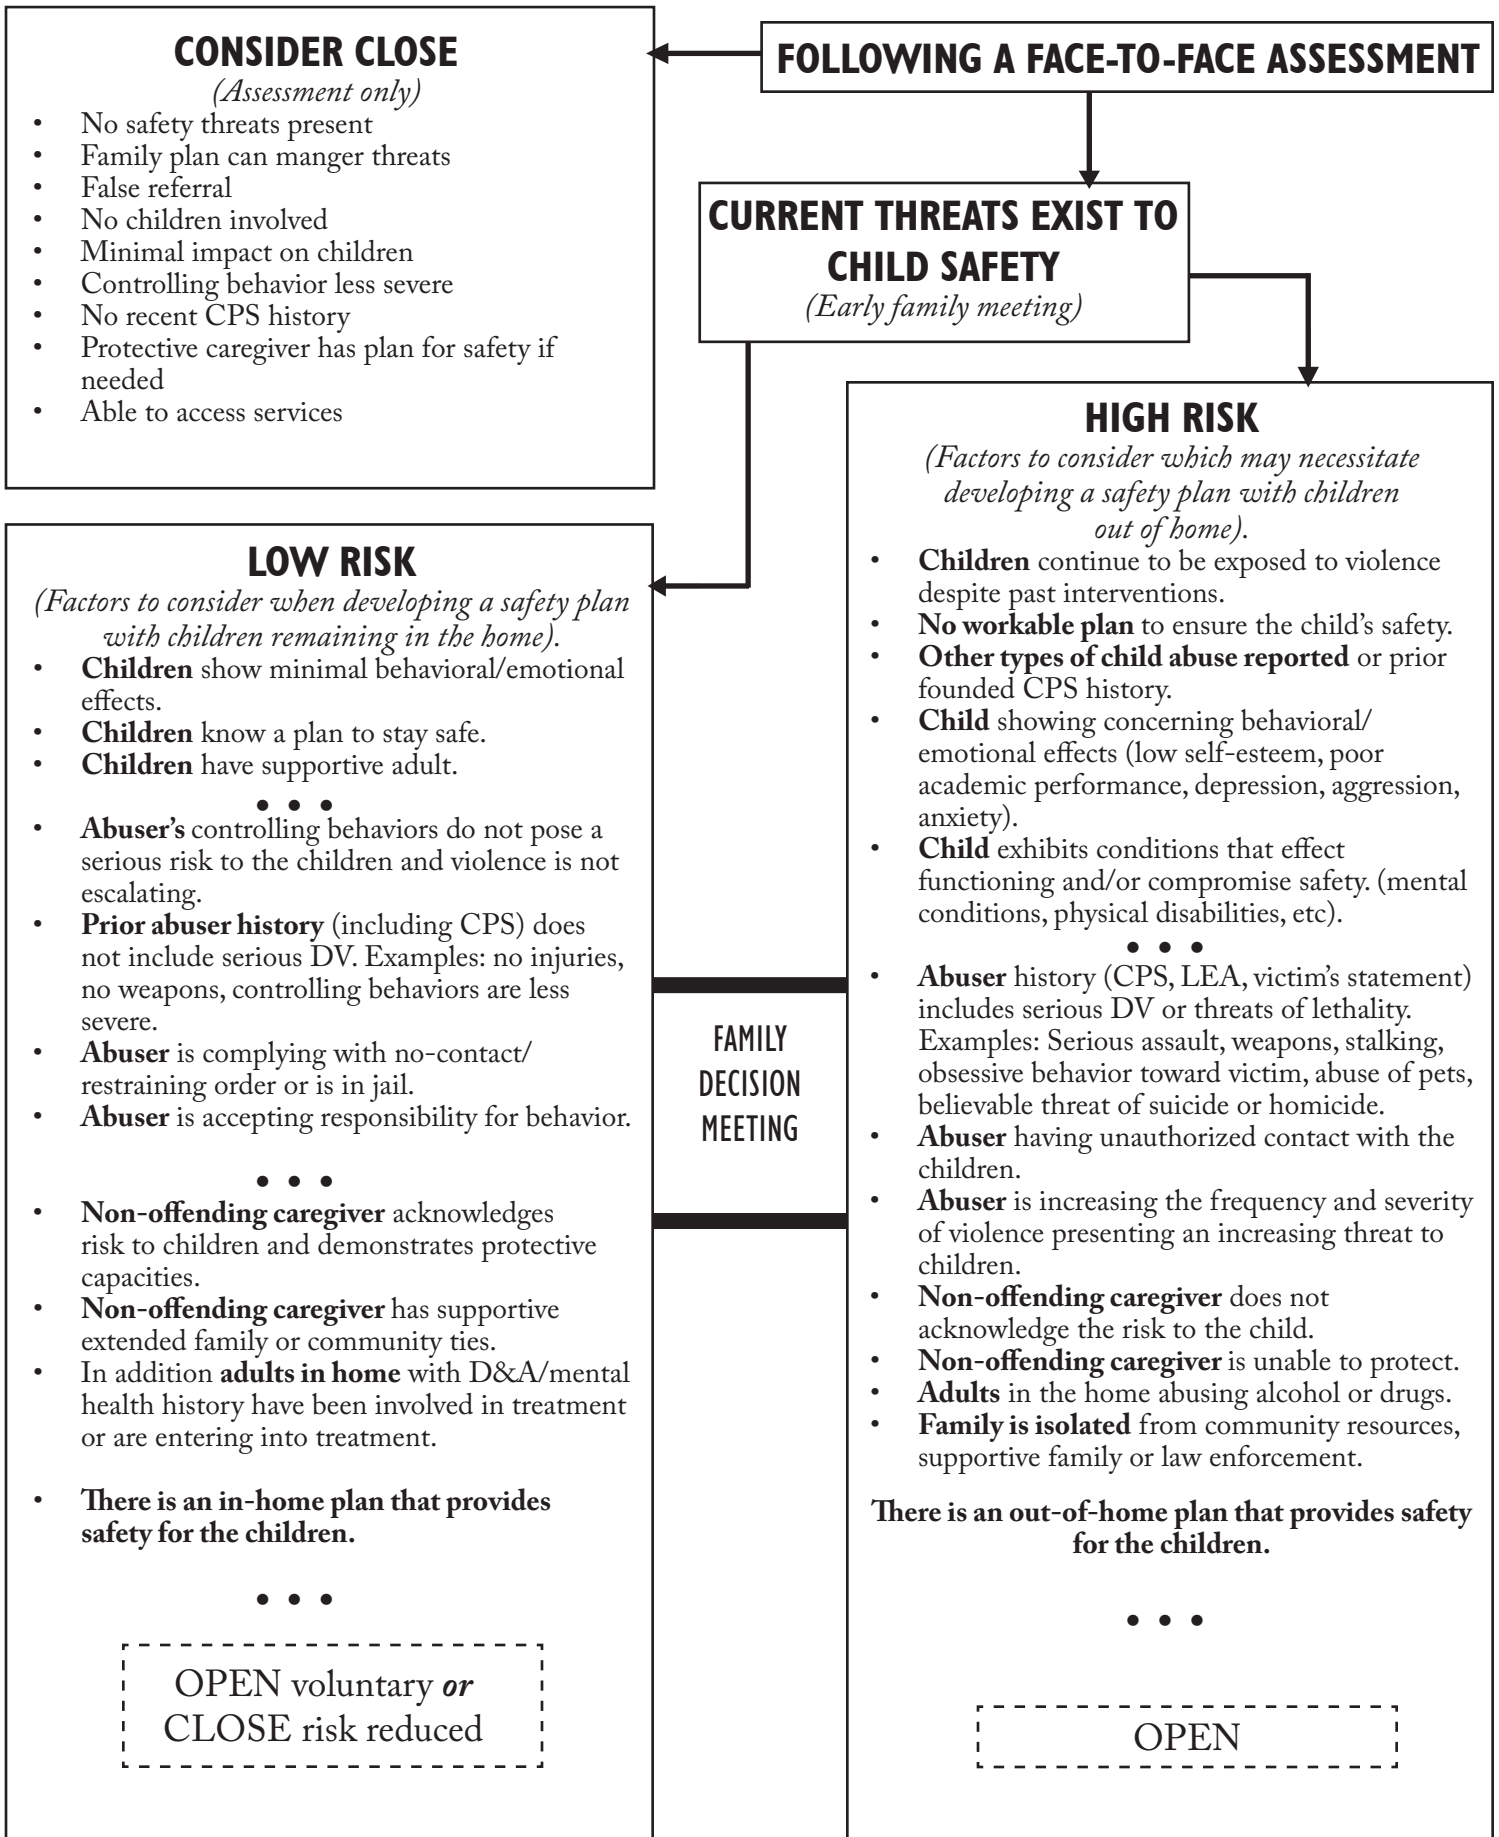 FOLLOWING A FACE-TO-FACE ASSESSMENT
CONSIDER CLOSE
(Assessment only)
• No safety threats present
• Family plan can manger threats
• False referral
• No children involved
• Minimal impact on children
• Controlling behavior less severe
• No recent CPS history
• Protective caregiver has plan for safety if
needed
• Able to access services
CURRENT THREATS EXIST TO
CHILD SAFETY
(Early family meeting)
LOW RISK
(Factors to consider when developing a safety plan
with children remaining in the home).
• Children show minimal behavioral/emotional
effects.
• Children know a plan to stay safe.
• Children have supportive adult.
• • •
• Abuser's controlling behaviors do not pose a
serious risk to the children and violence is not
escalating.
• Prior abuser history (including CPS) does
not include serious DV. Examples: no injuries,
no weapons, controlling behaviors are less
severe.
• Abuser is complying with no-contact/
restraining order or is in jail.
• Abuser is accepting responsibility for behavior.
• • •
• Non-offending caregiver acknowledges
risk to children and demonstrates protective
capacities.
• Non-offending caregiver has supportive
extended family or community ties.
• In addition adults in home with D&A/mental
health history have been involved in treatment
or are entering into treatment.
• There is an in-home plan that provides
safety for the children.
• • •
OPEN voluntary or
CLOSE risk reduced
FAMILY
DECISION
MEETING
HIGH RISK
(Factors to consider which may necessitate
developing a safety plan with children
out of home).
• Children continue to be exposed to violence
despite past interventions.
• No workable plan to ensure the child's safety.
• Other types of child abuse reported or prior
founded CPS history.
• Child showing concerning behavioral/
emotional effects (low self-esteem, poor
academic performance, depression, aggression,
anxiety).
• Child exhibits conditions that effect
functioning and/or compromise safety. (mental
conditions, physical disabilities, etc).
• • •
• Abuser history (CPS, LEA, victim's statement)
includes serious DV or threats of lethality.
Examples: Serious assault, weapons, stalking,
obsessive behavior toward victim, abuse of pets,
believable threat of suicide or homicide.
• Abuser having unauthorized contact with the
children.
• Abuser is increasing the frequency and severity
of violence presenting an increasing threat to
children.
• Non-offending caregiver does not
acknowledge the risk to the child.
• Non-offending caregiver is unable to protect.
• Adults in the home abusing alcohol or drugs.
• Family is isolated from community resources,
supportive family or law enforcement.
There is an out-of-home plan that provides safety
for the children.
• • •
OPEN